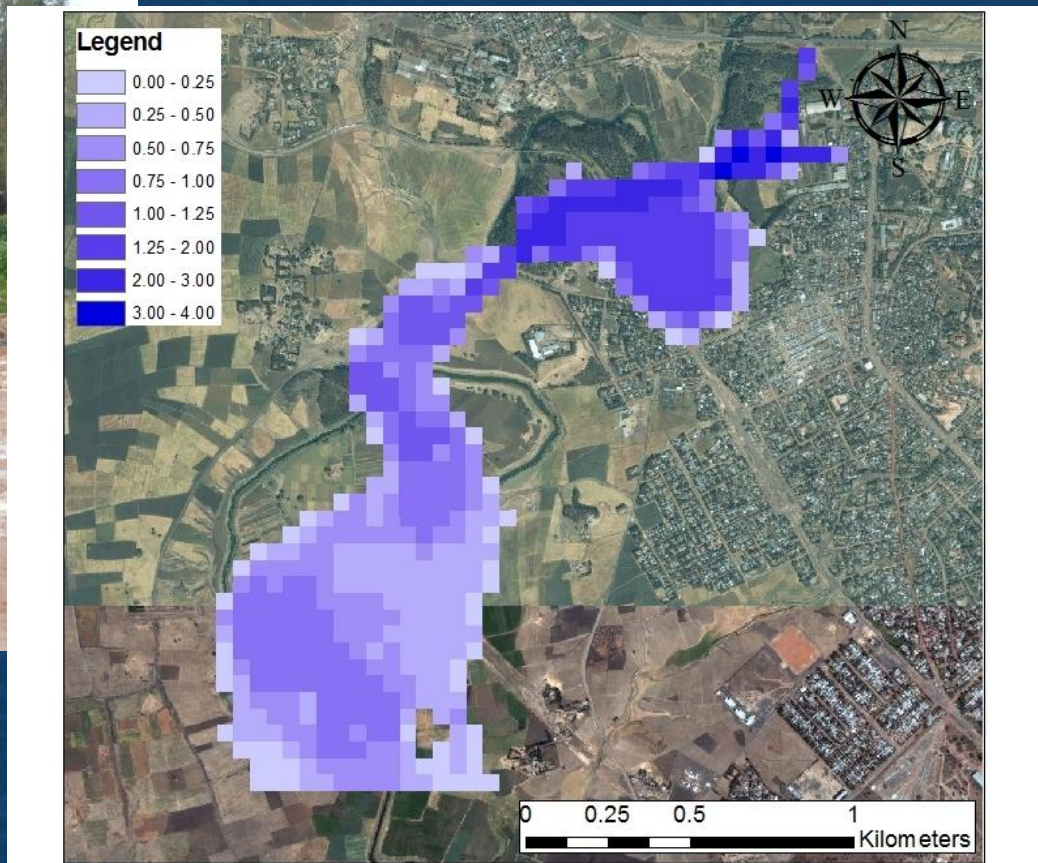 Legend
0.00 - 0.25
0.25 - 0.50
0.50 - 0.75
0.75 - 1.00
1.00 - 1.25
1.25 - 2.00
2.00 - 3.00
3.00 - 4.00
N
W E
S
0 0.25 0.5 1
Kilometers